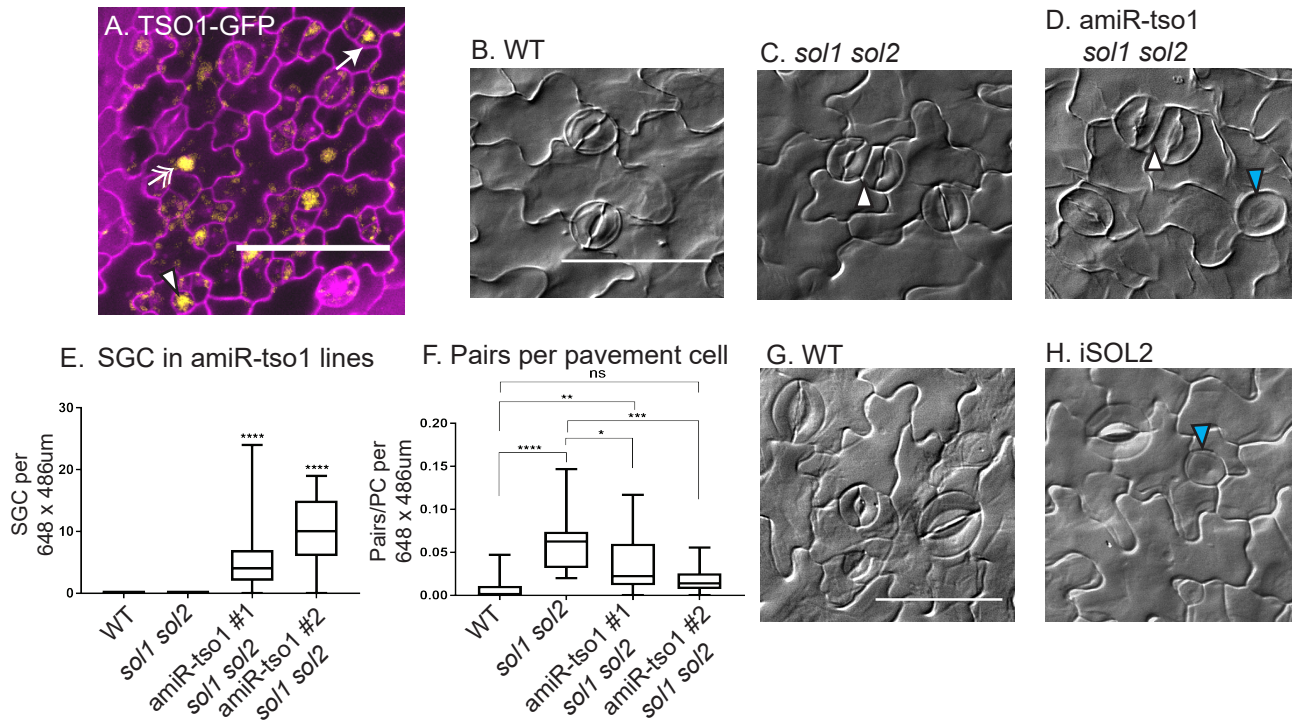 A. TSO1-GFP
B. WT
C. sol1 sol2
D. amiR-tso1
sol1 sol2
E. SGC in amiR-tso1 lines
SGC per
648 x 486um
30
20
10
0
****
****
WT
sol1 sol2
amiR-tso1 #1
sol1 sol2
amiR-tso1 #2
sol1 sol2
F. Pairs per pavement cell
Pairs/PC per
648 x 486um
0.20
0.15
0.10
0.05
0.00
ns
**
***
****
*
WT
sol1 sol2
amiR-tso1 #1
sol1 sol2
amiR-tso1 #2
sol1 sol2
G. WT
H. iSOL2